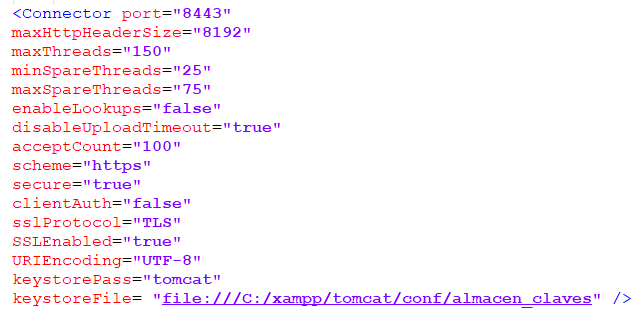 <Connector port="8443"
maxHttpHeaderSize="8192"
maxThreads="150"
minSpareThreads="25"
maxSpareThreads="75"
enableLookups="false"
disableUploadTimeout="true"
acceptCount="100"
scheme="https"
secure="true"
clientAuth="false"
sslProtocol="TLS"
SSLEnabled="true"
URIEncoding="UTF-8"
keystorePass="tomcat"
keystoreFile= "file:///C:/xampp/tomcat/conf/almacen_claves" />